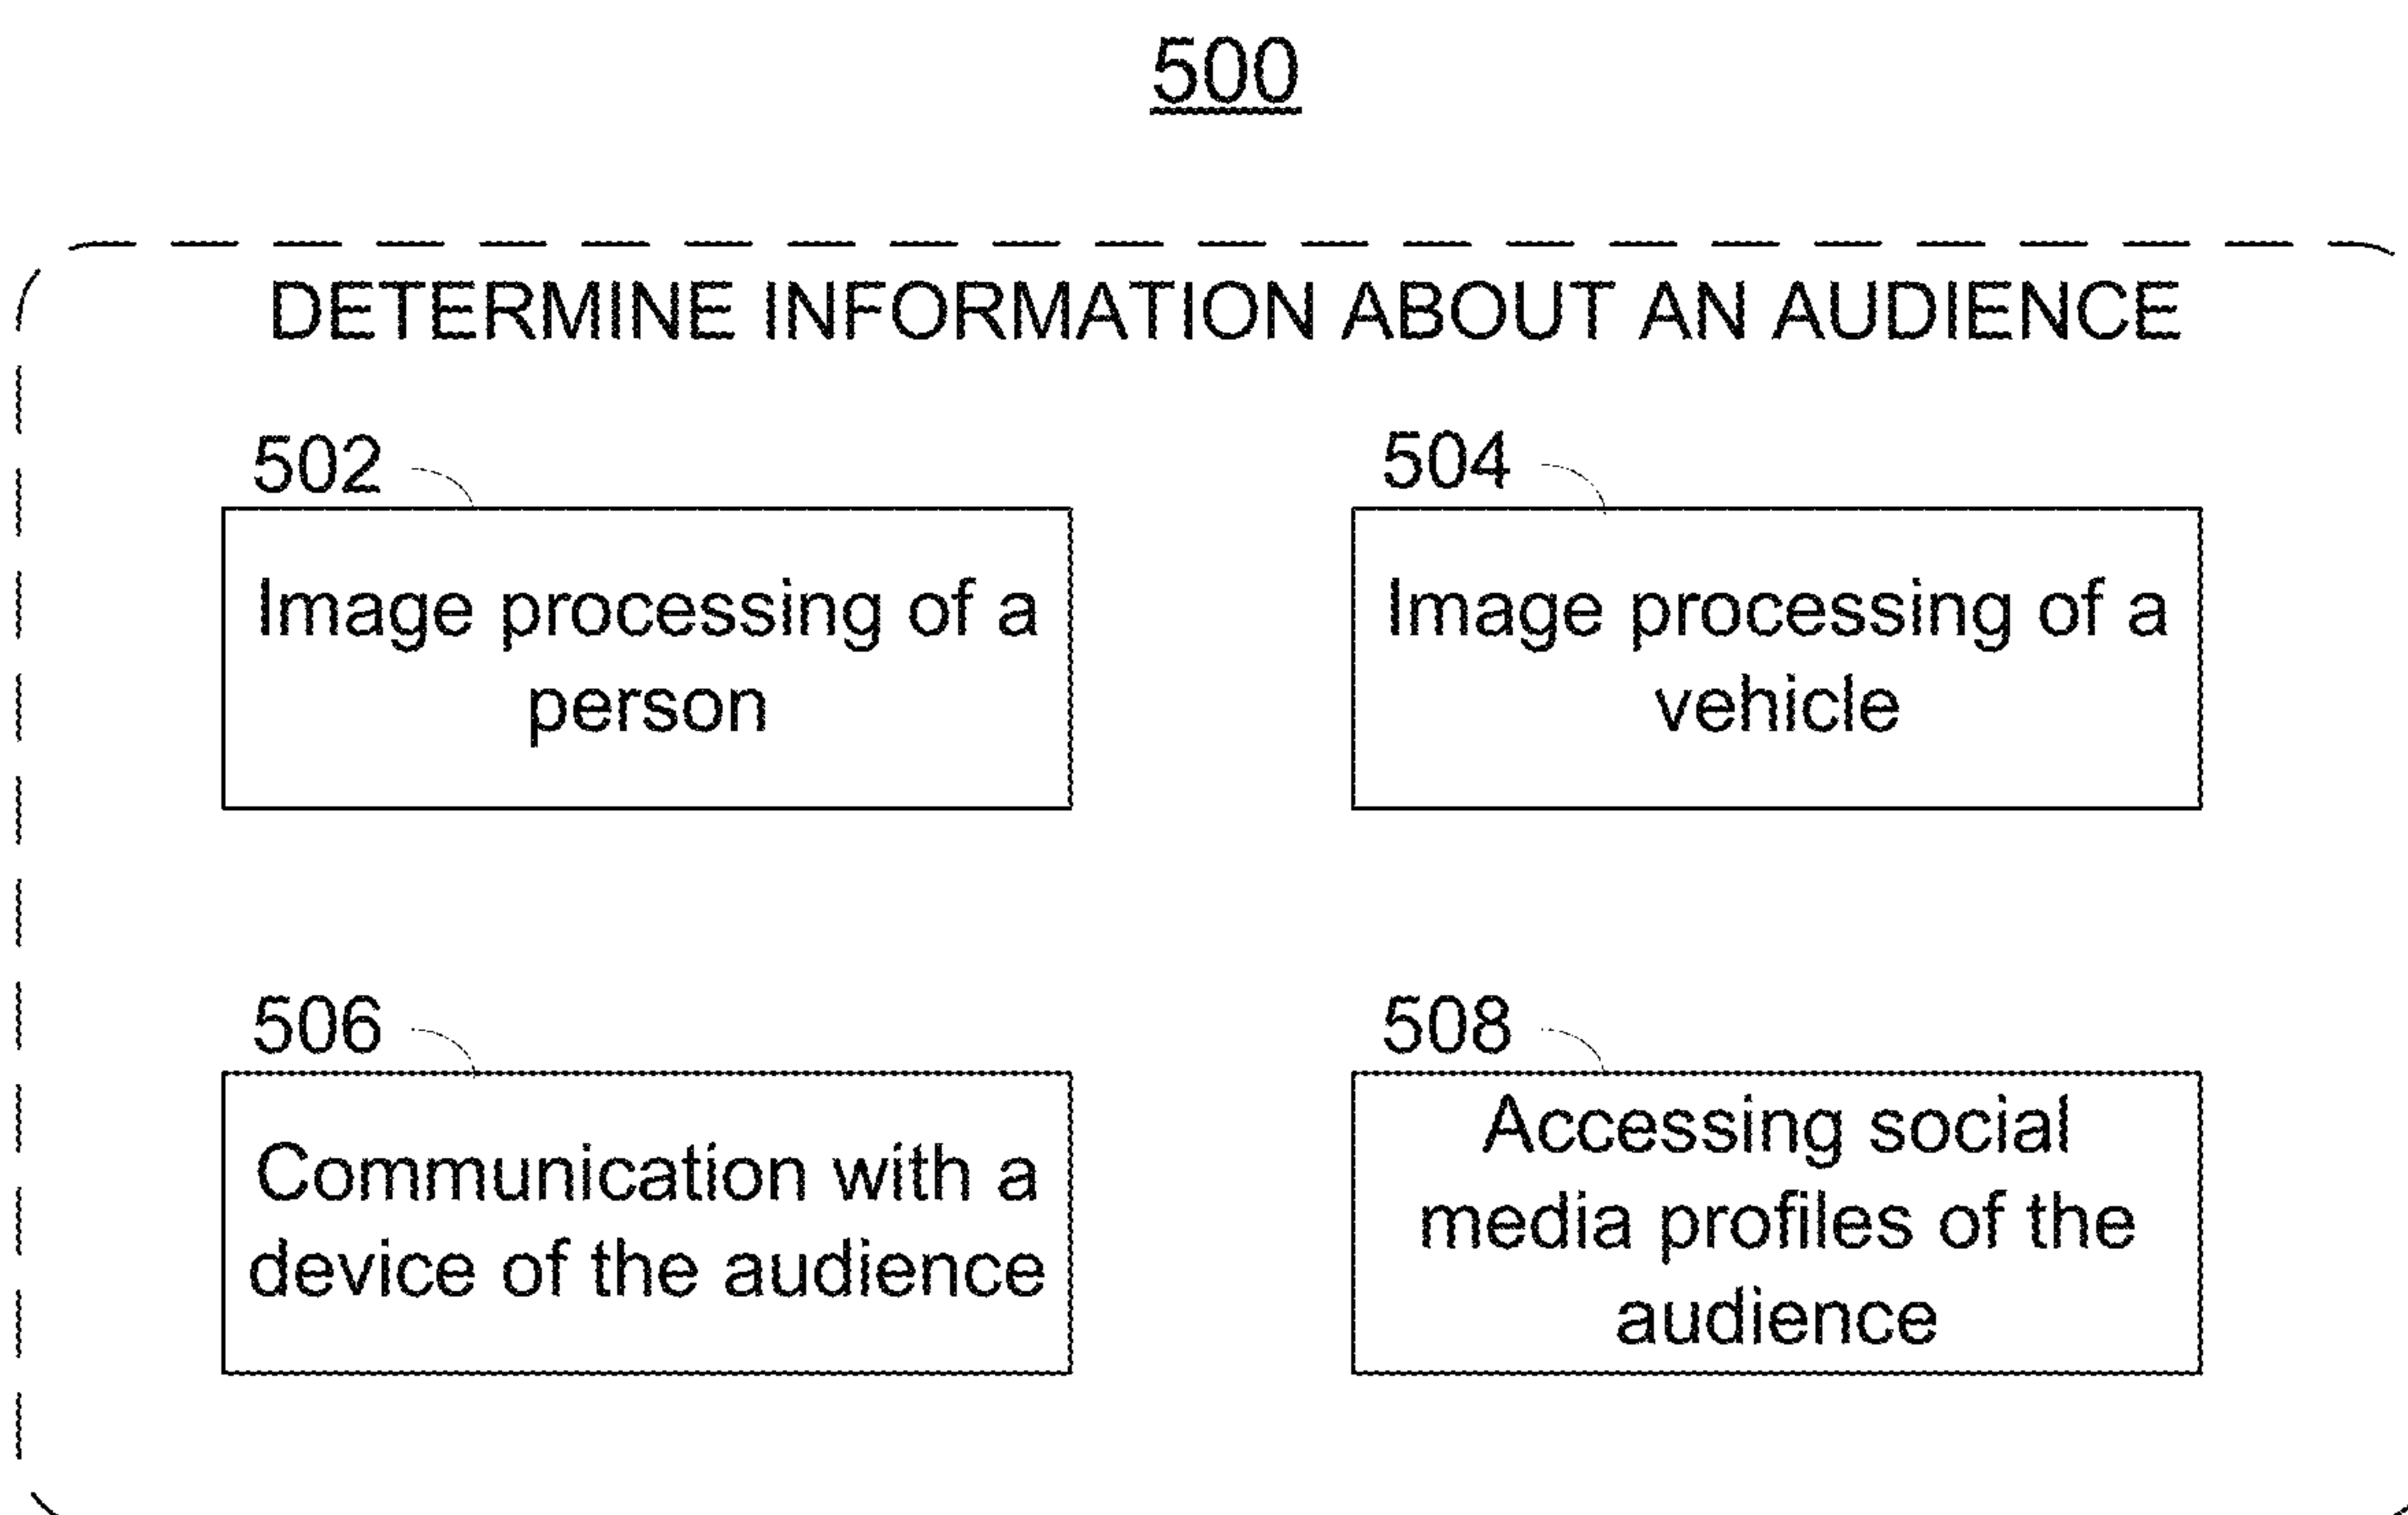 500
DETERMINE INFORMATION ABOUT AN AUDIENCE
502
Image processing of a
person
504
Image processing of a
vehicle
506
Communication with a
device of the audience
508
Accessing social
media profiles of the
audience